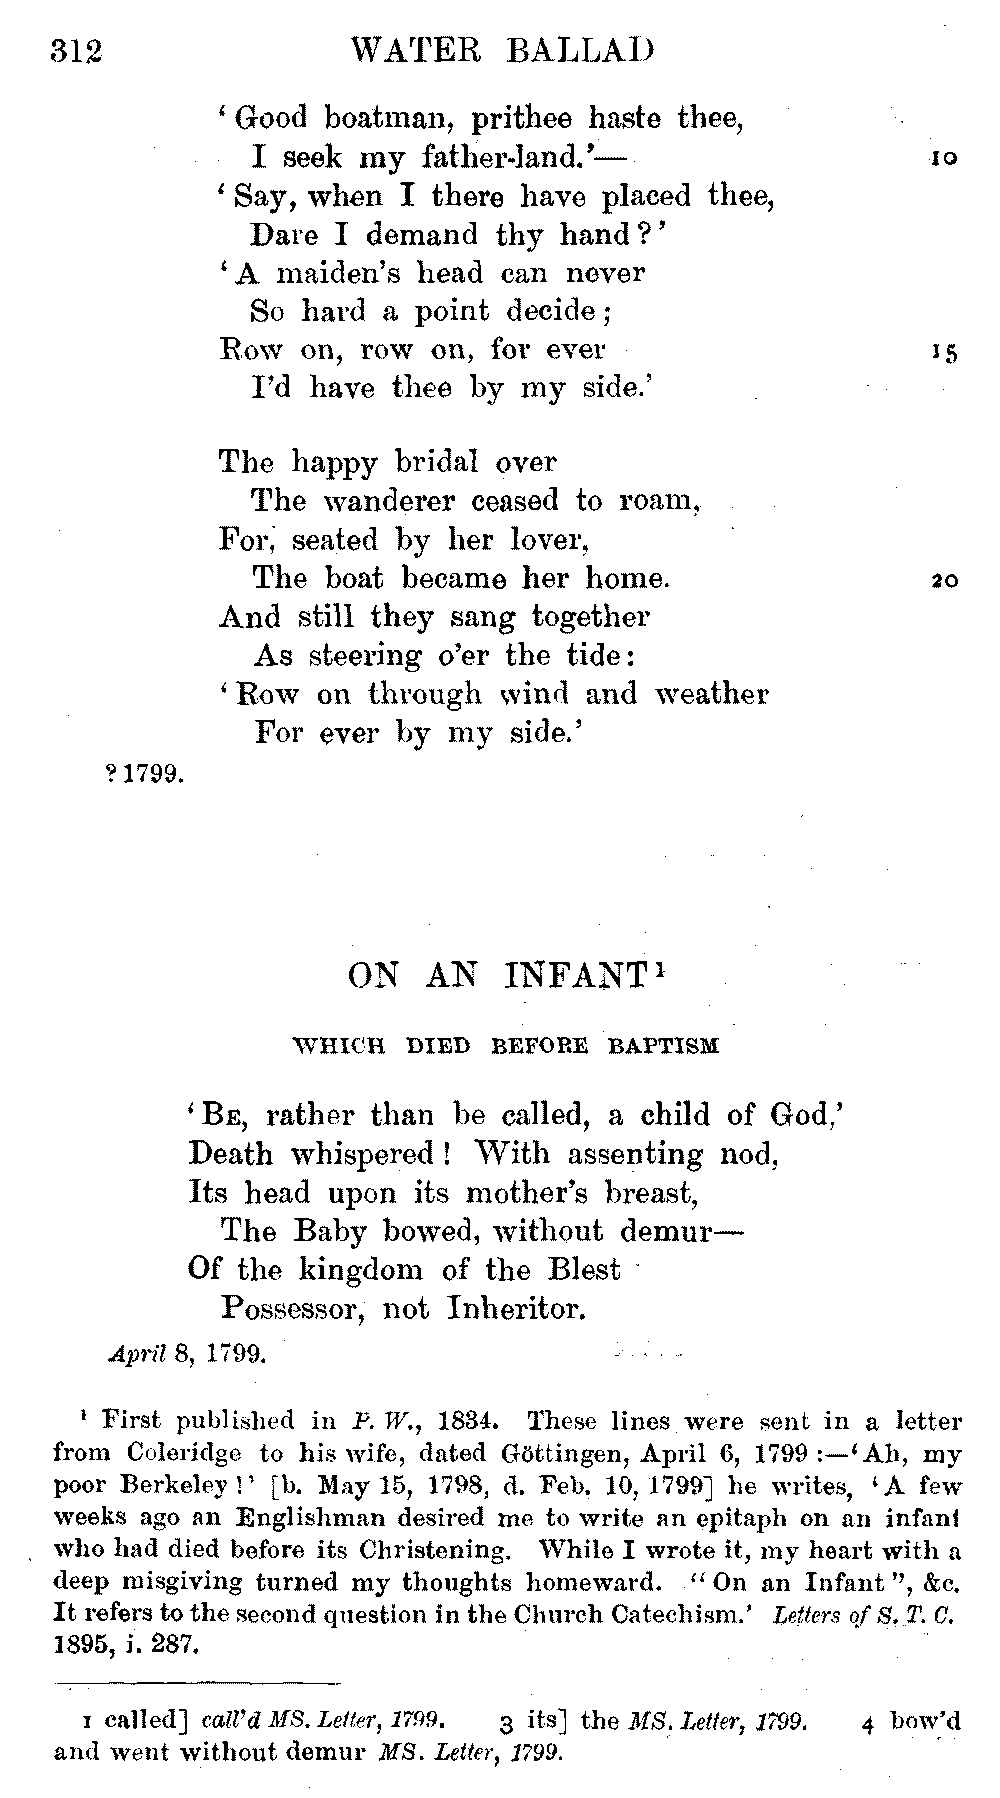 312 WATER BALLAD
‘Good boatman, prithee haste thee,
I seek my father-land.’—
10
‘Say, when I there have placed thee,
Dare I demand thy hand?’
‘A maiden’s head can never
So hard a point decide;
Row on, row on, for ever
15
I’d have thee by my side.’
The happy bridal over
The wanderer ceased to roam,
For, seated by her lover,
The boat became her home.
20
And still they sang together
As steering o’er the tide:
‘Row on through wind and weather
For ever by my side.’
? 1799.
ON AN INFANT¹
WHICH DIED BEFORE BAPTISM
‘BE, rather than be called, a child of God,’
Death whispered! With assenting nod,
Its head upon its mother’s breast,
The Baby bowed, without demur—
Of the kingdom of the Blest
Possessor, not Inheritor.
April 8, 1799.
¹ First published in P. W., 1834. These lines were sent in a letter
from Coleridge to his wife, dated Göttingen, April 6, 1799:—‘Ah, my
poor Berkeley!’ [b. May 15, 1798, d. Feb. 10, 1799] he writes, ‘A few
weeks ago an Englishman desired me to write an epitaph on an infant
who had died before its Christening. While I wrote it, my heart with a
deep misgiving turned my thoughts homeward. “On an Infant”, &c.
It refers to the second question in the Church Catechism.’ Letters of S. T. C.
1895, i. 287.
1 called] call’d MS. Letter, 1799. 3 its] the MS. Letter, 1799. 4 bow’d
and went without demur MS. Letter, 1799.